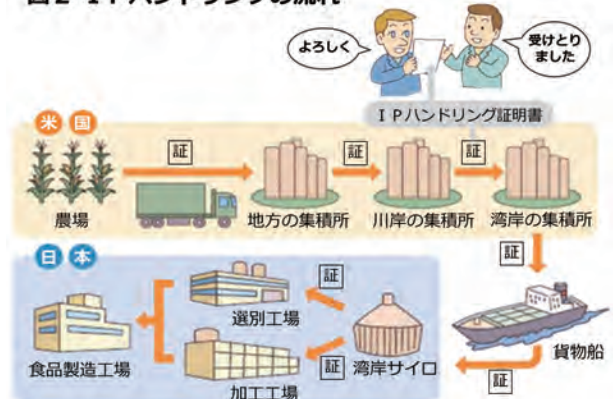 図2 IPハンドリングの流れ
よろしく
受けとり
ました
IPハンドリング証明書
米国
証
証
証
農場
地方の集積所
川岸の集積所
湾岸の集積所
日本
証
証
選別工場
貨物船
食品製造工場
証
湾岸サイロ
証
加工工場